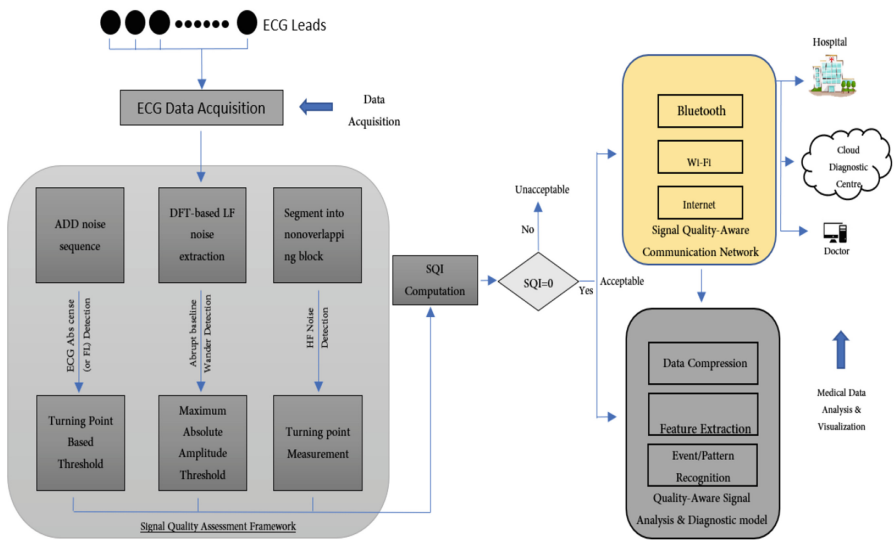 ECG Leads
ECG Data Acquisition
Data
Acquisition
ADD noise
sequence
DFT-based LF
noise
extraction
Segment into
nonoverlappi
ng block
ECG Abs cense
(or FL) Detection
Abrupt baseline
Wander Detection
HF Noise
Detection
Turning Point
Based
Threshold
Maximum
Absolute
Amplitude
Threshold
Turning point
Measurement
Signal Quality Assessment Framework
SQI
Computation
Unacceptable
No
SQI=0
Yes
Acceptable
Bluetooth
Wi-Fi
Internet
Signal Quality-Aware
Communication Network
Hospital
Cloud
Diagnostic
Centre
Doctor
Data Compression
Feature Extraction
Event/Pattern
Recognition
Quality-Aware Signal
Analysis & Diagnostic model
Medical Data
Analysis &
Visualization